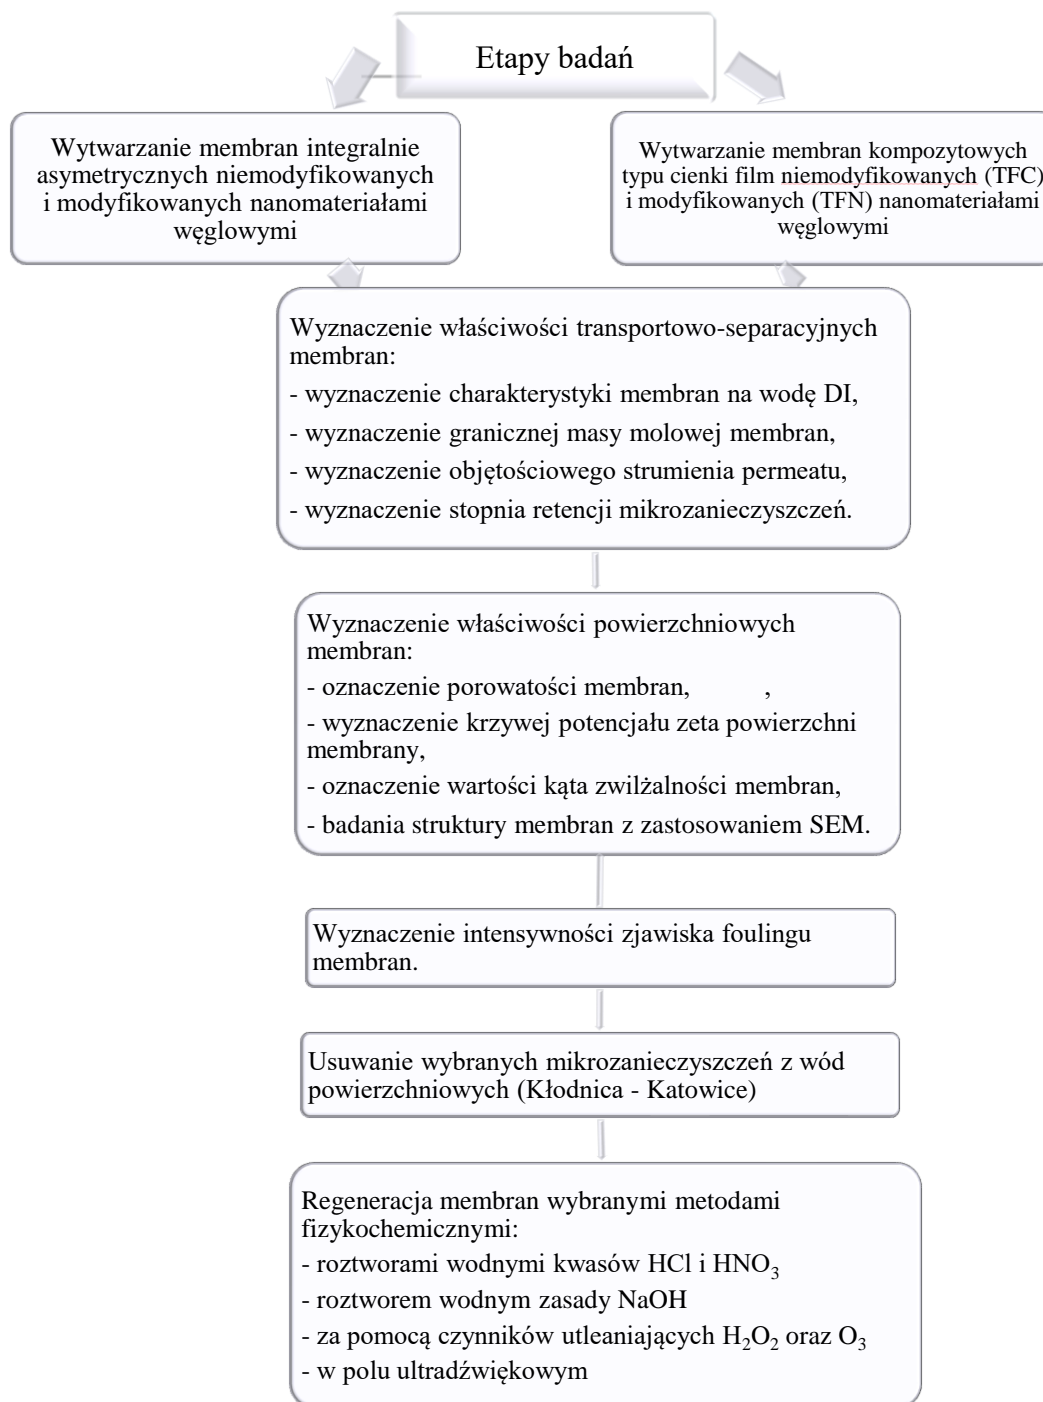 Etapy badań
Wytwarzanie membran integralnie
asymetrycznych niemodyfikowanych
i modyfikowanych nanomateriałami
węglowymi
Wytwarzanie membran kompozytowych
typu cienki film niemodyfikowanych (TFC)
i modyfikowanych (TFN) nanomateriałami
węglowymi
Wyznaczenie właściwości transportowo-separacyjnych
membran:
- wyznaczenie charakterystyki membran na wodę DI,
- wyznaczenie granicznej masy molowej membran,
- wyznaczenie objętościowego strumienia permeatu,
- wyznaczenie stopnia retencji mikrozanieczyszczeń.
Wyznaczenie właściwości powierzchniowych
membran:
- oznaczenie porowatości membran, ,
- wyznaczenie krzywej potencjału zeta powierzchni
membrany,
- oznaczenie wartości kąta zwilżalności membran,
- badania struktury membran z zastosowaniem SEM.
Wyznaczenie intensywności zjawiska foulingu
membran.
Usuwanie wybranych mikrozanieczyszczeń z wód
powierzchniowych (Kłodnica - Katowice)
Regeneracja membran wybranymi metodami
fizykochemicznymi:
- roztworami wodnymi kwasów HCl i HNO₃
- roztworem wodnym zasady NaOH
- za pomocą czynników utleaniających H₂O₂ oraz O₃
- w polu ultradźwiękowym